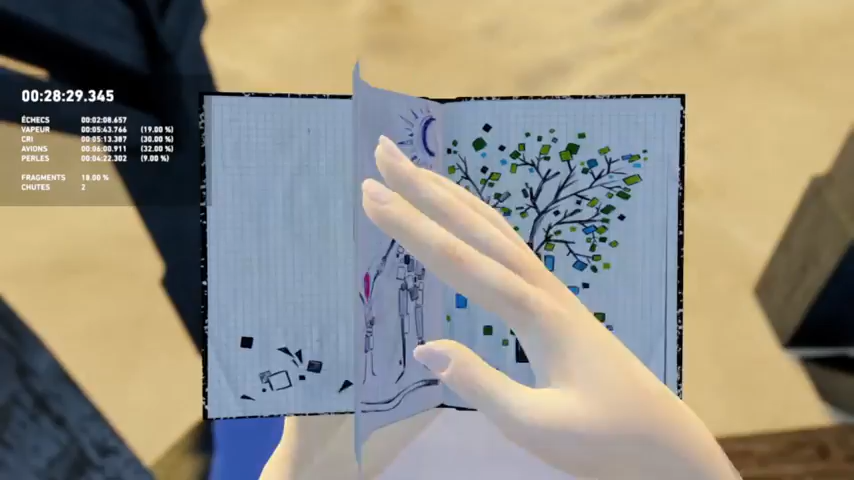 00:28:29.345
ÉCHECS 00:02:08.657
VAPEUR 00:05:43.766 (19.00 %)
CRI 00:05:13.387 (30.00 %)
AVIONS 00:06:00.911 (32.00 %)
PERLES 00:04:22.302 (9.00 %)
FRAGMENTS 18.00 %
CHUTES 2